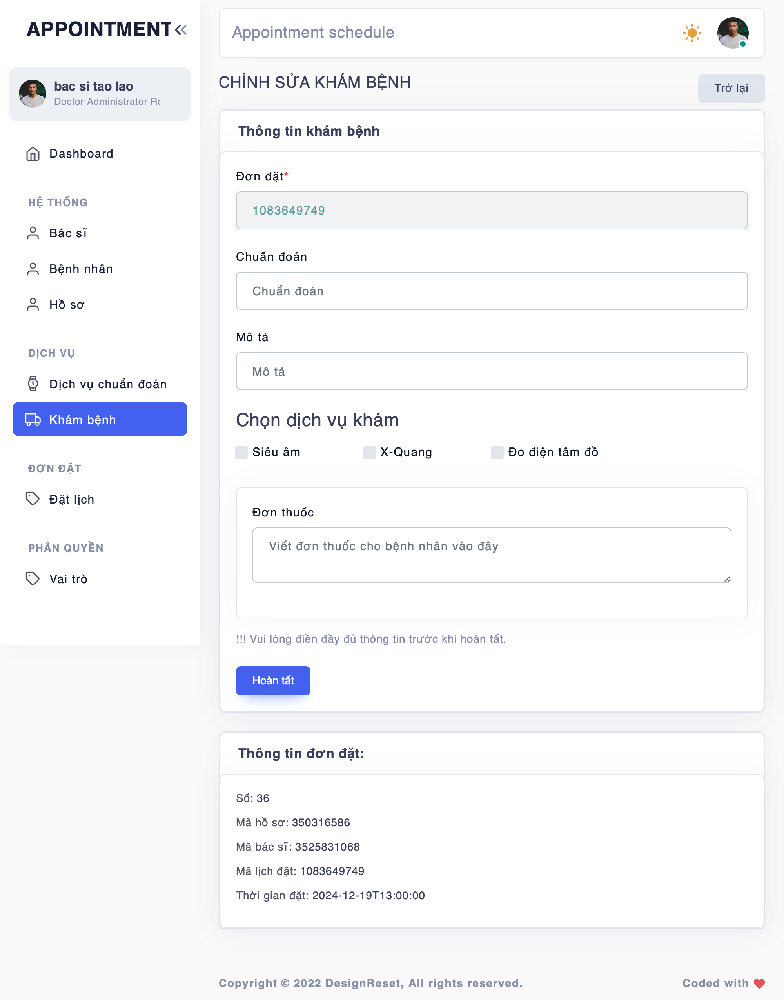 APPOINTMENT
bac si tao lao
Doctor Administrator Ro
Dashboard
HỆ THỐNG
Bác sĩ
Bệnh nhân
Hồ sơ
DỊCH VỤ
Dịch vụ chuẩn đoán
Khám bệnh
ĐƠN ĐẶT
Đặt lịch
PHÂN QUYỀN
Vai trò
Appointment schedule
CHỈNH SỬA KHÁM BỆNH
Trở lại
Thông tin khám bệnh
Đơn đặt*
1083649749
Chuẩn đoán
Chuẩn đoán
Mô tả
Mô tả
Chọn dịch vụ khám
Siêu âm X-Quang Đo điện tâm đồ
Đơn thuốc
Viết đơn thuốc cho bệnh nhân vào đây
!!! Vui lòng điền đầy đủ thông tin trước khi hoàn tất.
Hoàn tất
Thông tin đơn đặt:
Số: 36
Mã hồ sơ: 350316586
Mã bác sĩ: 3525831068
Mã lịch đặt: 1083649749
Thời gian đặt: 2024-12-19T13:00:00
Copyright © 2022 DesignReset, All rights reserved.
Coded with